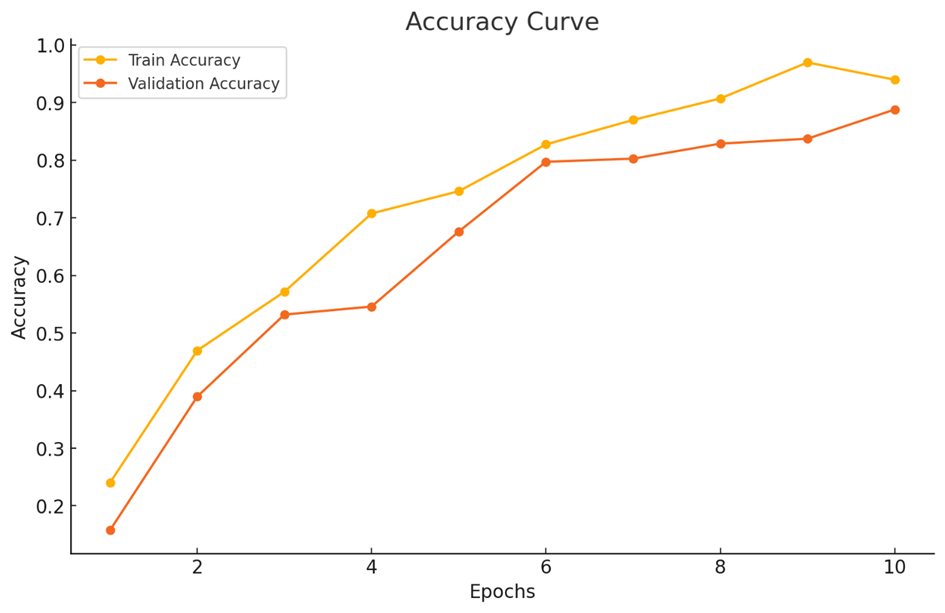 Accuracy Curve
1.0
Train Accuracy
Validation Accuracy
0.9
0.8
0.7
0.6
Accuracy
0.5
0.4
0.3
0.2
2 4 6 8 10
Epochs